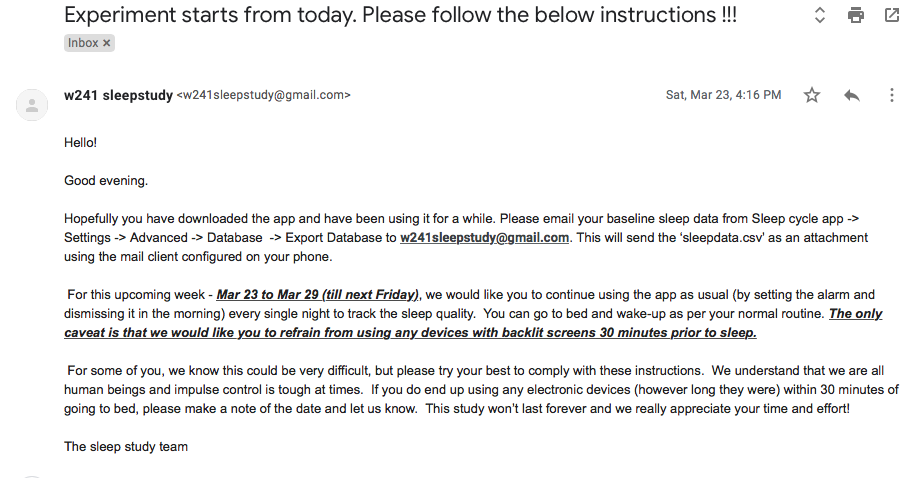 Experiment starts from today. Please follow the below instructions !!!
Inbox ×
w241 sleepstudy <w241sleepstudy@gmail.com>
Sat, Mar 23, 4:16 PM
Hello!
Good evening.
Hopefully you have downloaded the app and have been using it for a while. Please email your baseline sleep data from Sleep cycle app ->
Settings -> Advanced -> Database -> Export Database to w241sleepstudy@gmail.com. This will send the 'sleepdata.csv' as an attachment
using the mail client configured on your phone.
For this upcoming week - Mar 23 to Mar 29 (till next Friday), we would like you to continue using the app as usual (by setting the alarm and
dismissing it in the morning) every single night to track the sleep quality. You can go to bed and wake-up as per your normal routine. The only
caveat is that we would like you to refrain from using any devices with backlit screens 30 minutes prior to sleep.
For some of you, we know this could be very difficult, but please try your best to comply with these instructions. We understand that we are all
human beings and impulse control is tough at times. If you do end up using any electronic devices (however long they were) within 30 minutes of
going to bed, please make a note of the date and let us know. This study won't last forever and we really appreciate your time and effort!
The sleep study team